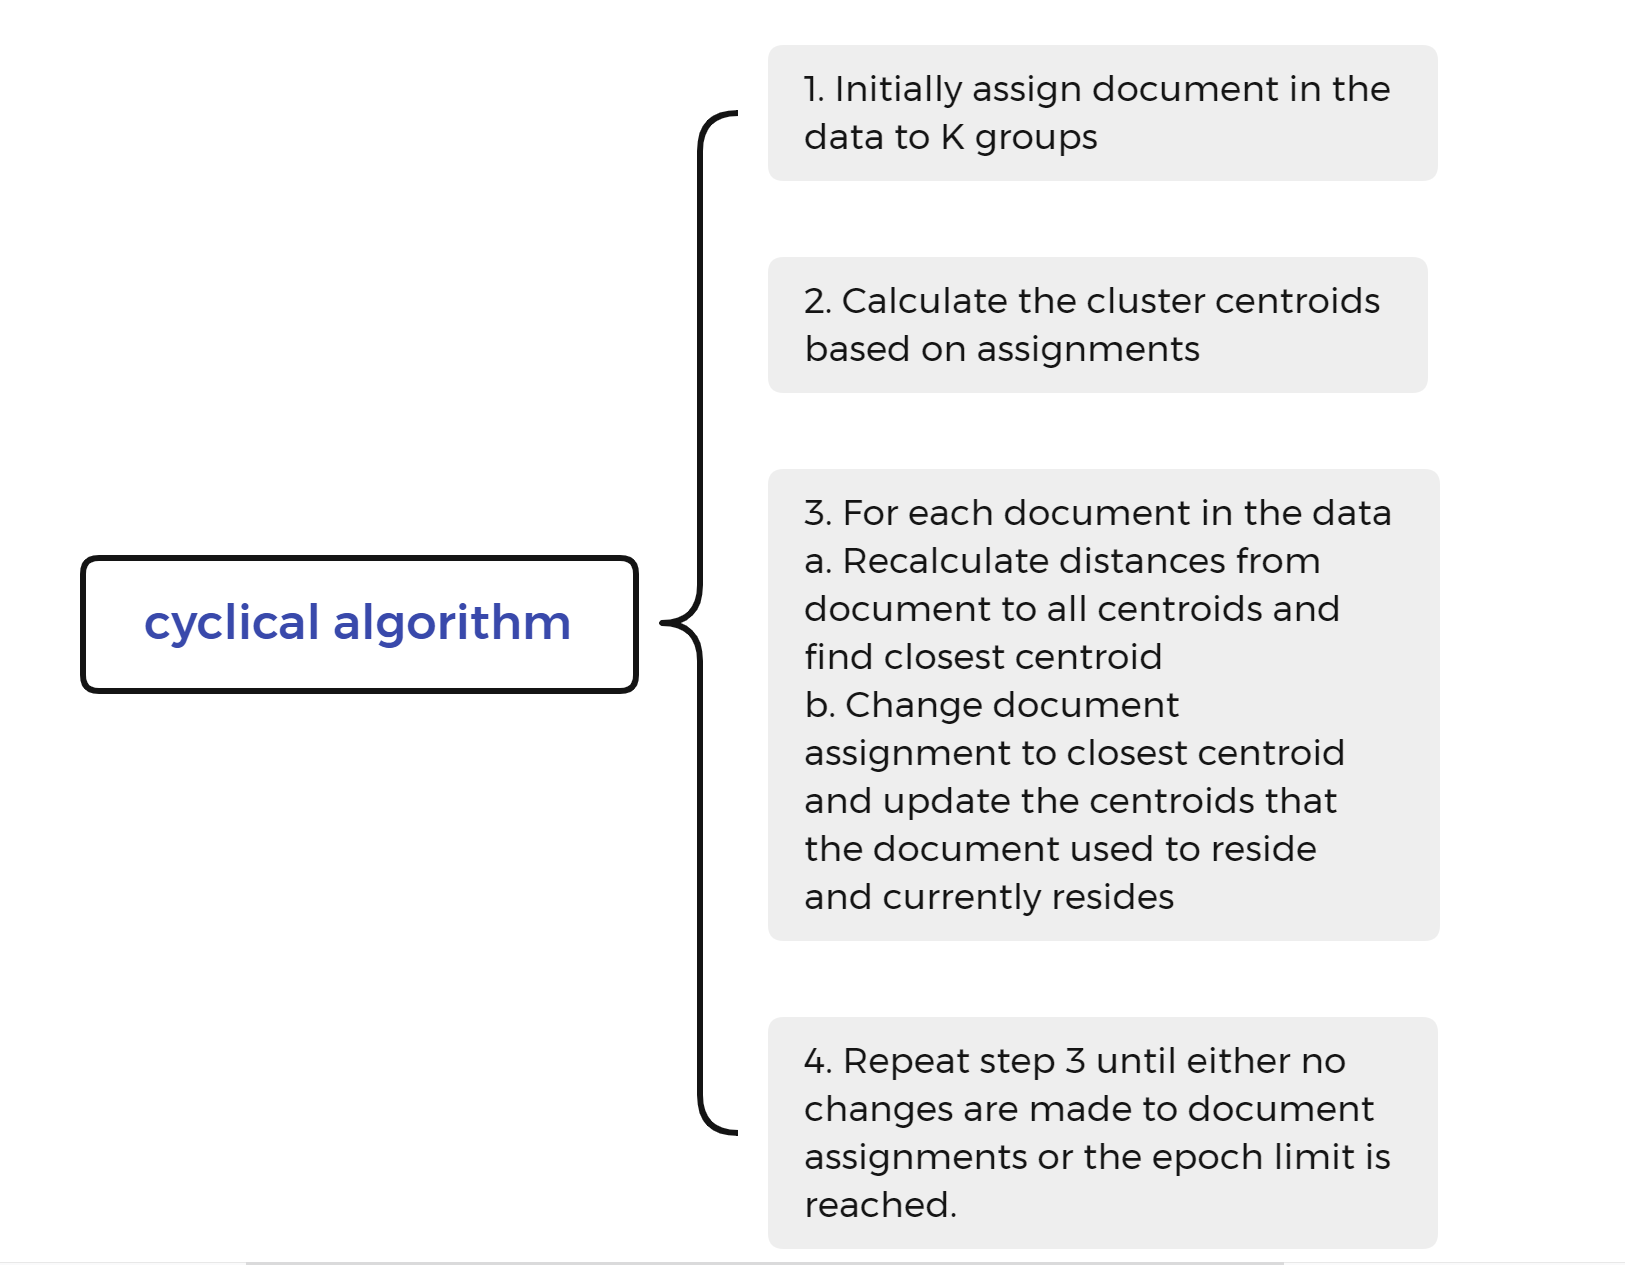 cyclical algorithm
1. Initially assign document in the
data to K groups
2. Calculate the cluster centroids
based on assignments
3. For each document in the data
a. Recalculate distances from
document to all centroids and
find closest centroid
b. Change document
assignment to closest centroid
and update the centroids that
the document used to reside
and currently resides
4. Repeat step 3 until either no
changes are made to document
assignments or the epoch limit is
reached.